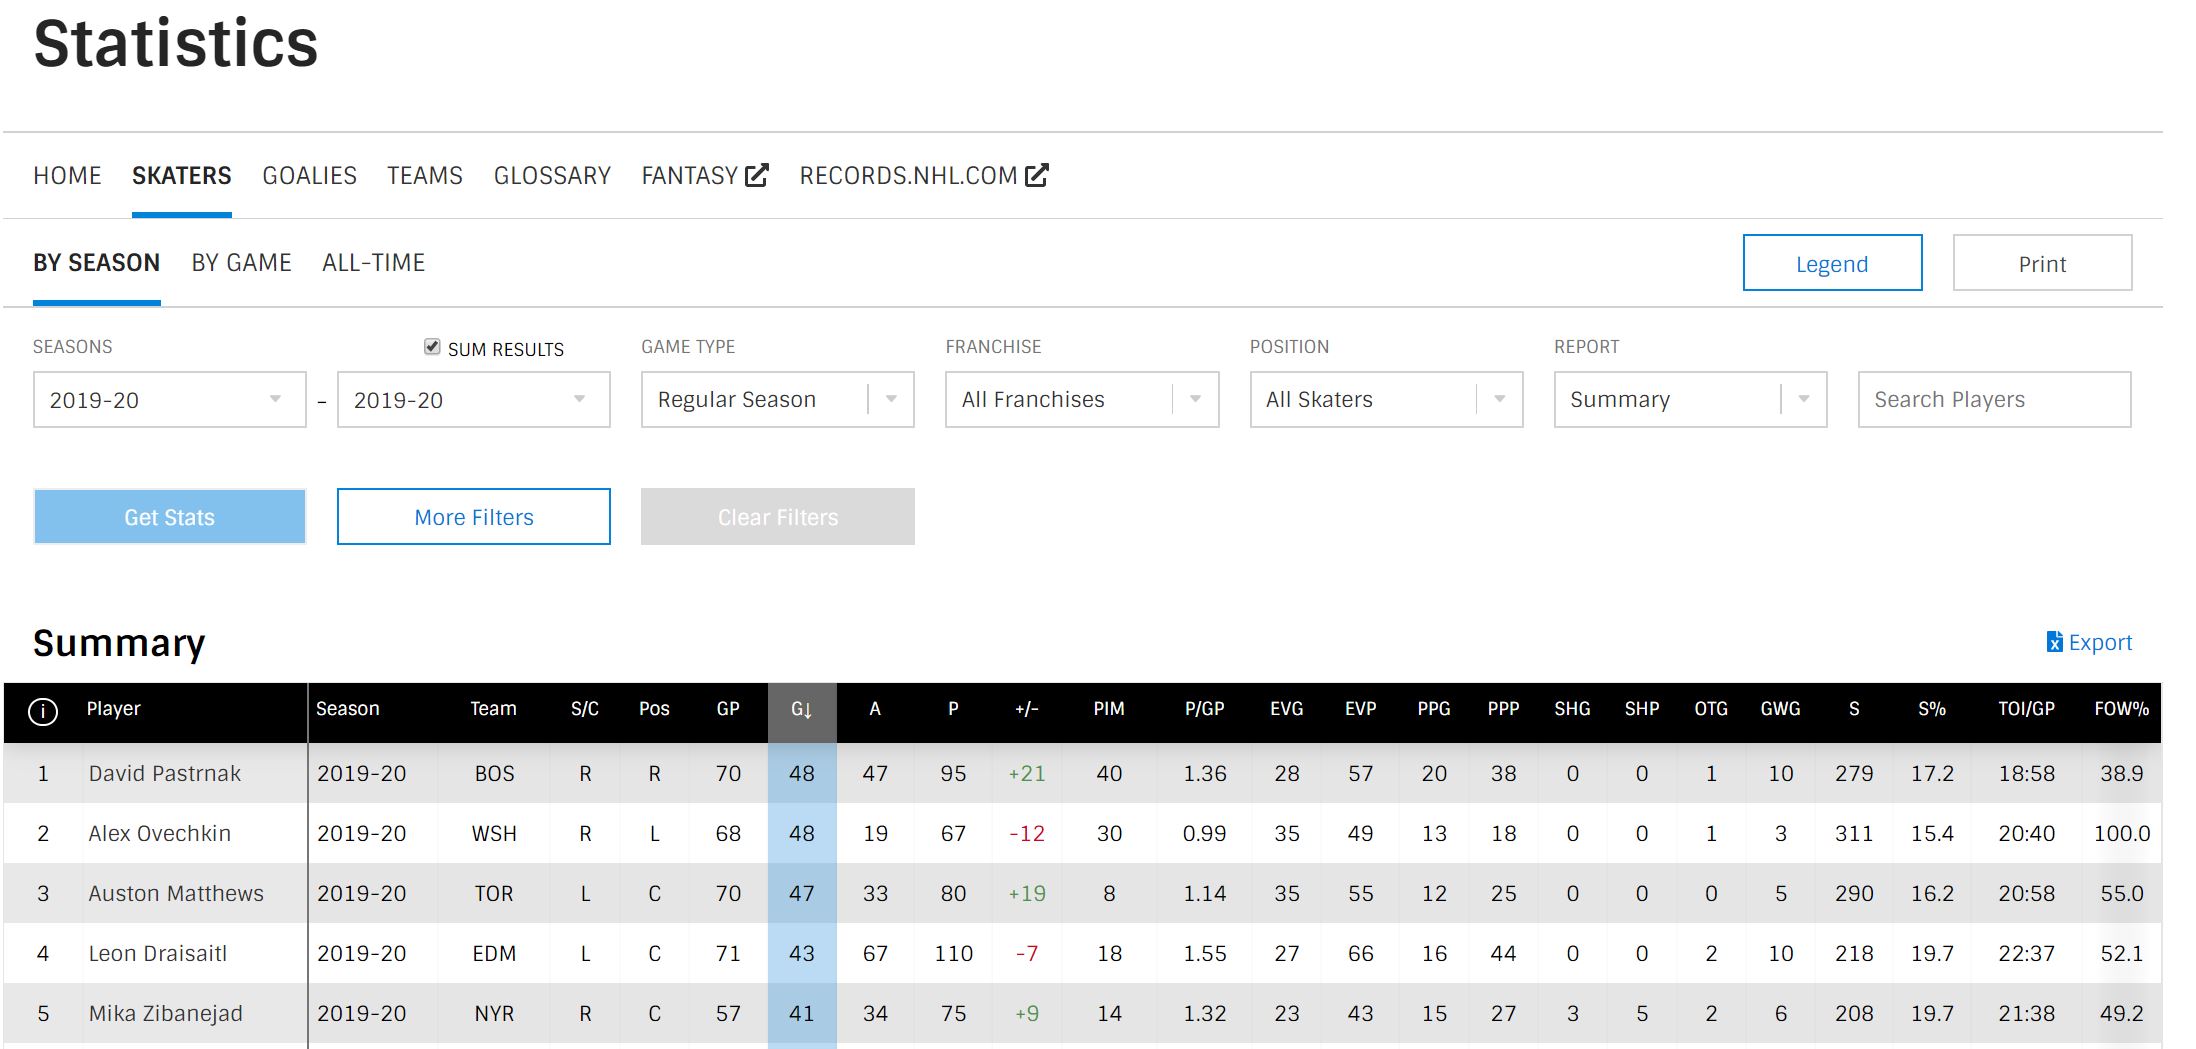 Statistics
HOME SKATERS GOALIES TEAMS GLOSSARY FANTASY RECORDS.NHL.COM
BY SEASON BY GAME ALL-TIME Legend Print
SEASONS SUM RESULTS GAME TYPE FRANCHISE POSITION REPORT
2019-20 - 2019-20 Regular Season All Franchises All Skaters Summary Search Players
Get Stats More Filters Clear Filters
Summary Export
i Player Season Team S/C Pos GP G↓ A P +/- PIM P/GP EVG EVP PPG PPP SHG SHP OTG GWG S S% TOI/GP FOW%
1 David Pastrnak 2019-20 BOS R R 70 48 47 95 +21 40 1.36 28 57 20 38 0 0 1 10 279 17.2 18:58 38.9
2 Alex Ovechkin 2019-20 WSH R L 68 48 19 67 -12 30 0.99 35 49 13 18 0 0 1 3 311 15.4 20:40 100.0
3 Auston Matthews 2019-20 TOR L C 70 47 33 80 +19 8 1.14 35 55 12 25 0 0 0 5 290 16.2 20:58 55.0
4 Leon Draisaitl 2019-20 EDM L C 71 43 67 110 -7 18 1.55 27 66 16 44 0 0 2 10 218 19.7 22:37 52.1
5 Mika Zibanejad 2019-20 NYR R C 57 41 34 75 +9 14 1.32 23 43 15 27 3 5 2 6 208 19.7 21:38 49.2